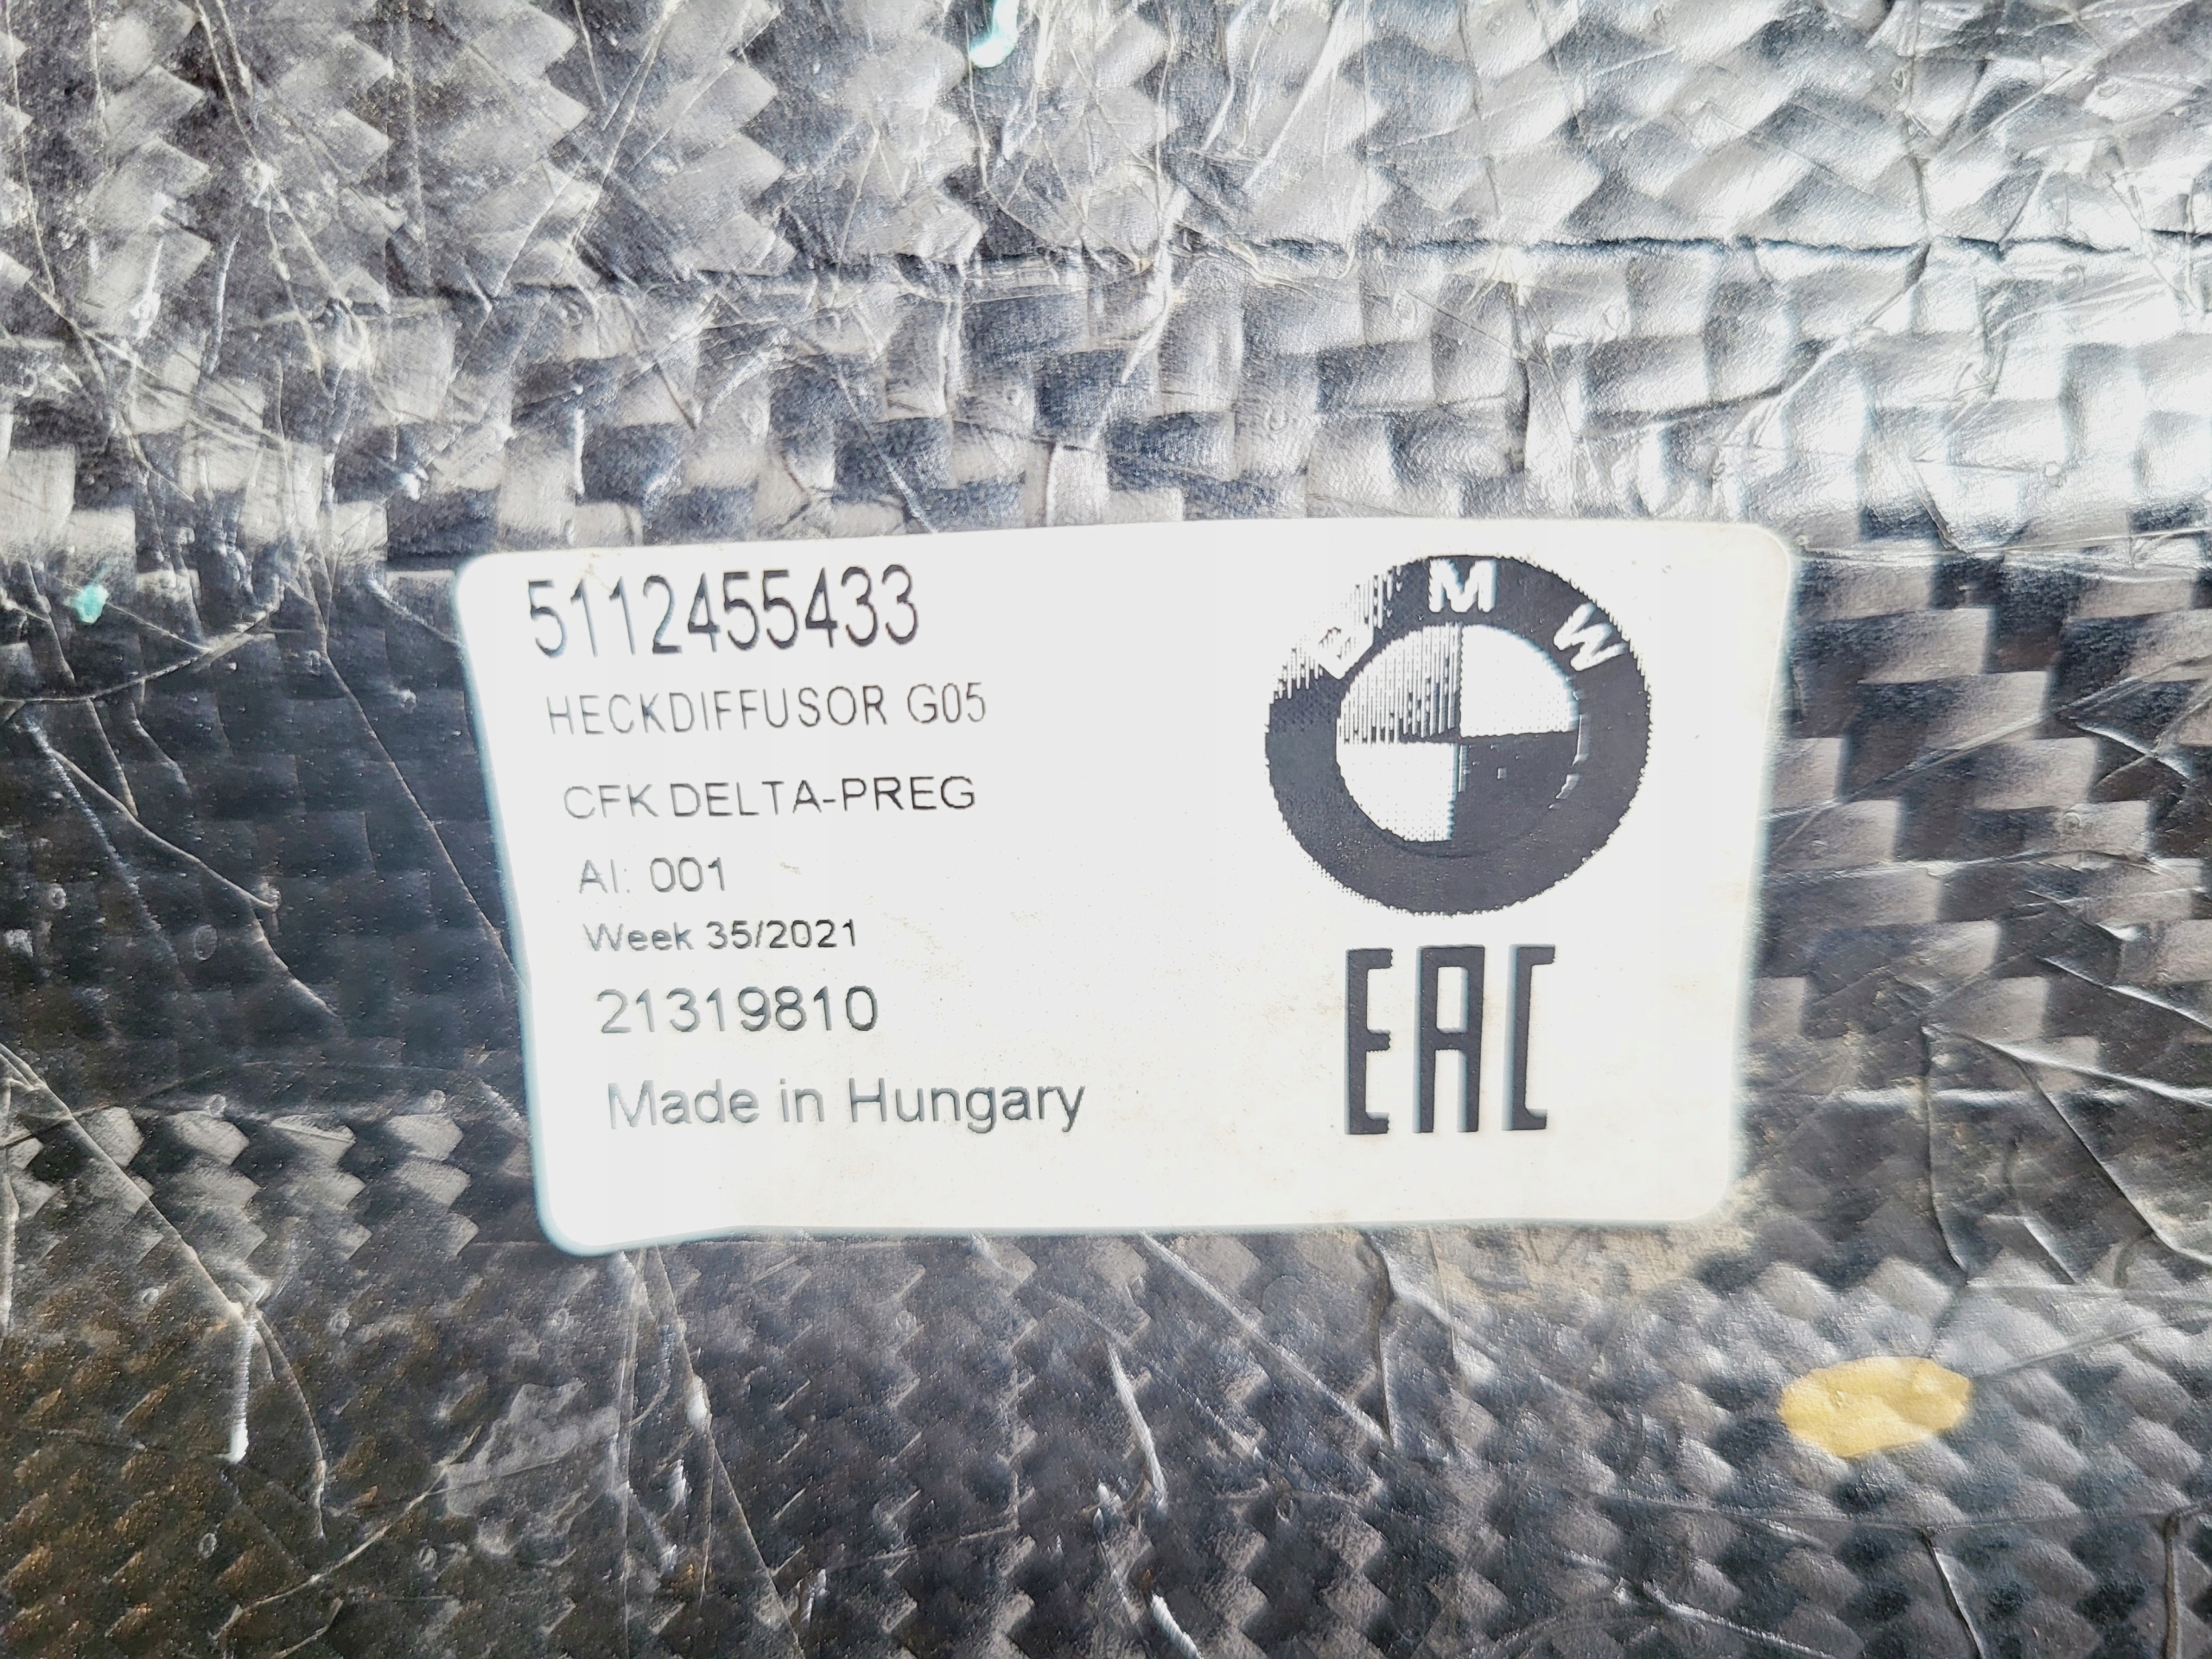 5112455433
HECKDIFFUSOR G05
CFK DELTA-PREG
AI: 001
Week 35/2021
21319810
Made in Hungary
BMW
EAC